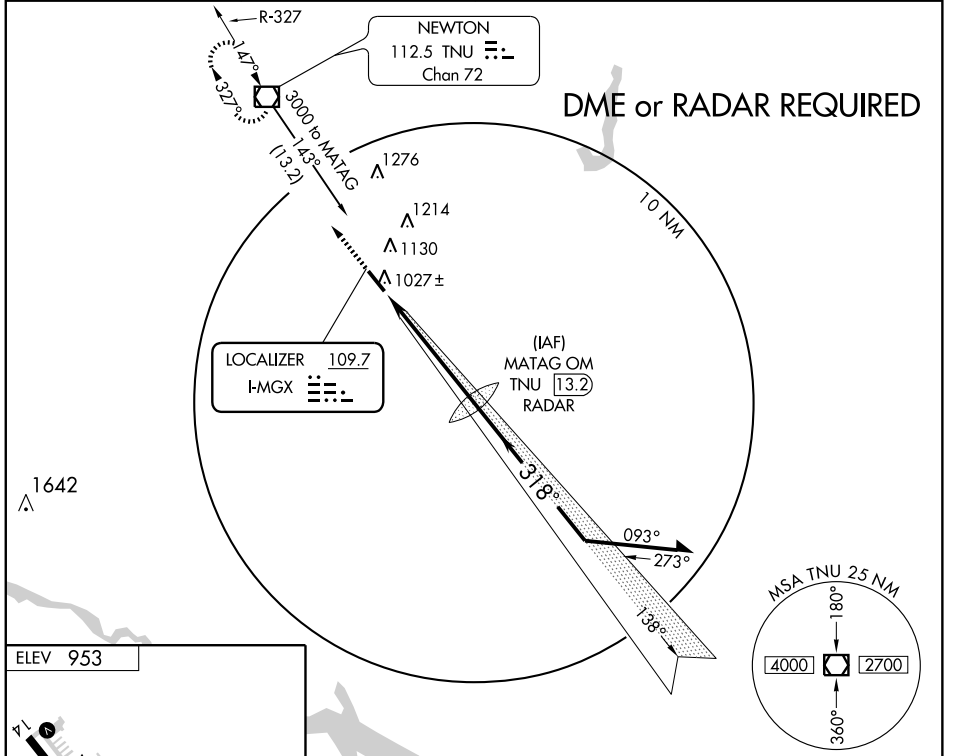 R-327
NEWTON
112.5 TNU
Chan 72
147°
327°
DME or RADAR REQUIRED
3000 to MATAG
143°
(13.2)
1276
1214
1130
1027±
10 NM
LOCALIZER 109.7
I-MGX
(IAF)
MATAG OM
TNU 13.2
RADAR
1642
318°
093°
273°
138°
MSA TNU 25 NM
180°
4000
2700
360°
ELEV 953
14
V